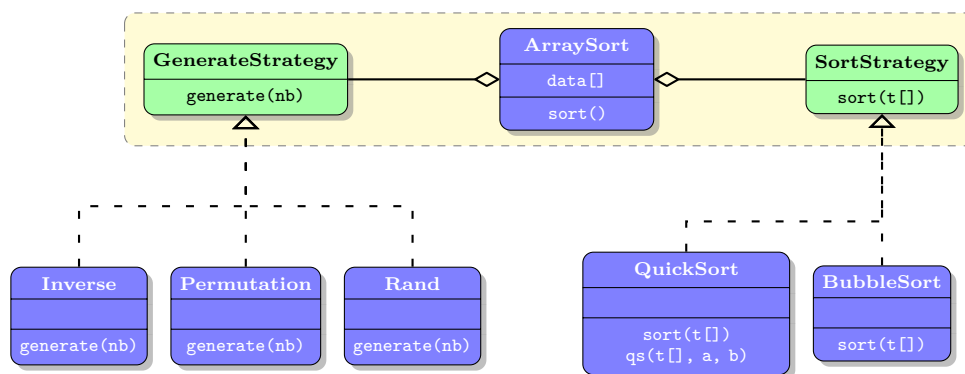 GenerateStrategy
generate(nb)
ArraySort
data[]
sort()
SortStrategy
sort(t[])
Inverse
generate(nb)
Permutation
generate(nb)
Rand
generate(nb)
QuickSort
sort(t[])
qs(t[], a, b)
BubbleSort
sort(t[])